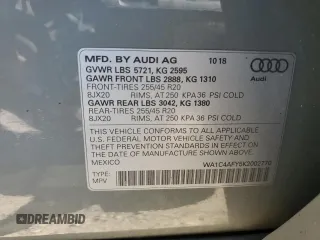 MFD. BY AUDI AG 10 18
GVWR LBS 5721, KG 2595
GAWR FRONT LBS 2888, KG 1310
FRONT-TIRES 255/45 R20
8JX20 RIMS, AT 250 KPA 36 PSI COLD
GAWR REAR LBS 3042, KG 1380
REAR-TIRES 255/45 R20
8JX20 RIMS, AT 250 KPA 36 PSI COLD
THIS VEHICLE CONFORMS TO ALL APPLICABLE
U.S. FEDERAL MOTOR VEHICLE SAFETY AND
THEFT PREVENTION STANDARDS IN EFFECT ON
THE DATE OF MANUFACTURE SHOWN ABOVE
MEXICO
TYPE:
MPV
Audi